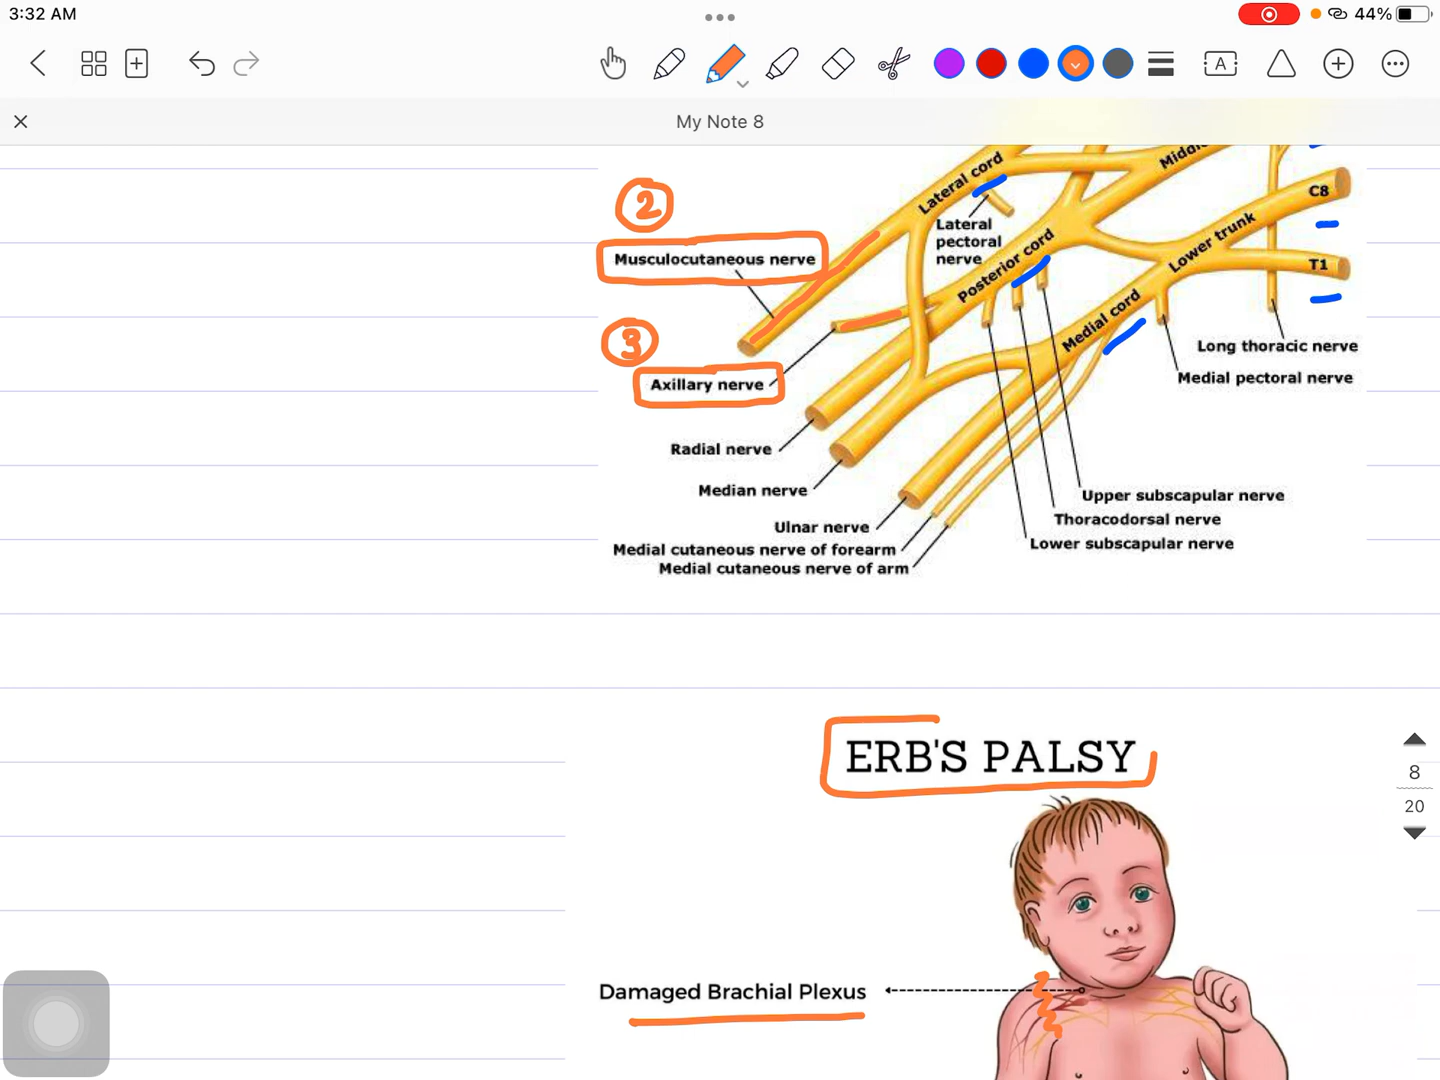 3:32 AM
44%
A
My Note 8
Lateral cord
C8
2
Lateral
pectoral
nerve
Lower trunk
Musculocutaneous nerve
Posterior cord
T1
Medial cord
3
Long thoracic nerve
Axillary nerve
Medial pectoral nerve
Radial nerve
Median nerve
Upper subscapular nerve
Thoracodorsal nerve
Ulnar nerve
Lower subscapular nerve
Medial cutaneous nerve of forearm
Medial cutaneous nerve of arm
ERB'S PALSY
8
20
Damaged Brachial Plexus